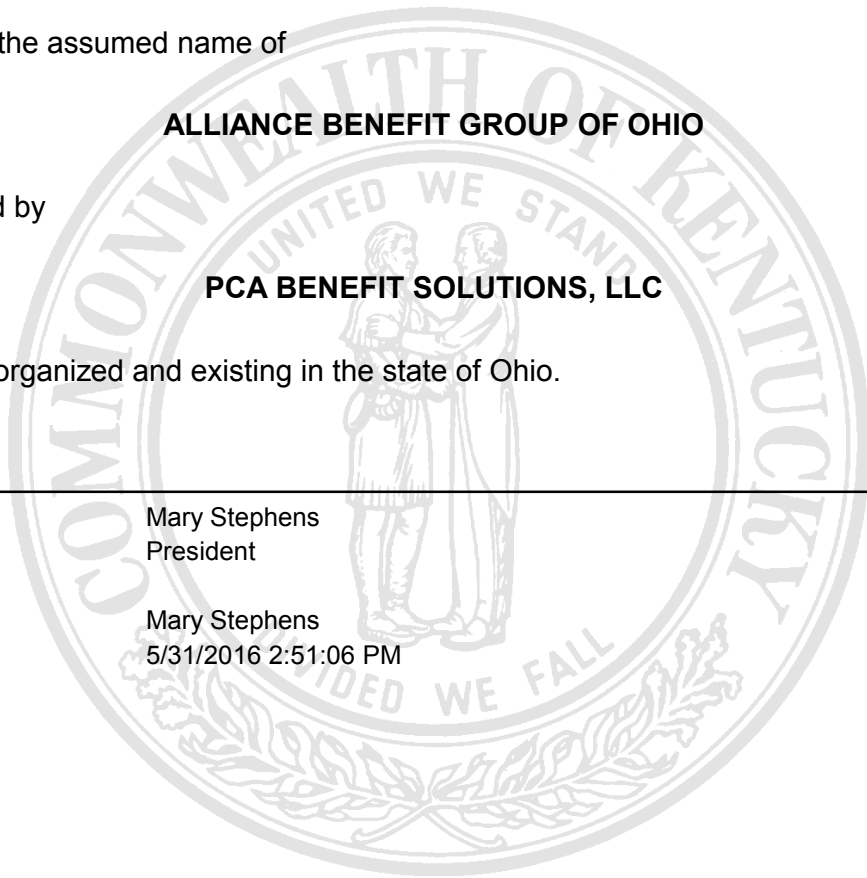 the assumed name of
ALLIANCE BENEFIT GROUP OF OHIO
d by
PCA BENEFIT SOLUTIONS, LLC
organized and existing in the state of Ohio.
Mary Stephens
President
Mary Stephens
5/31/2016 2:51:06 PM
COMMONWEALTH OF KENTUCKY
UNITED WE STAND
DIVIDED WE FALL